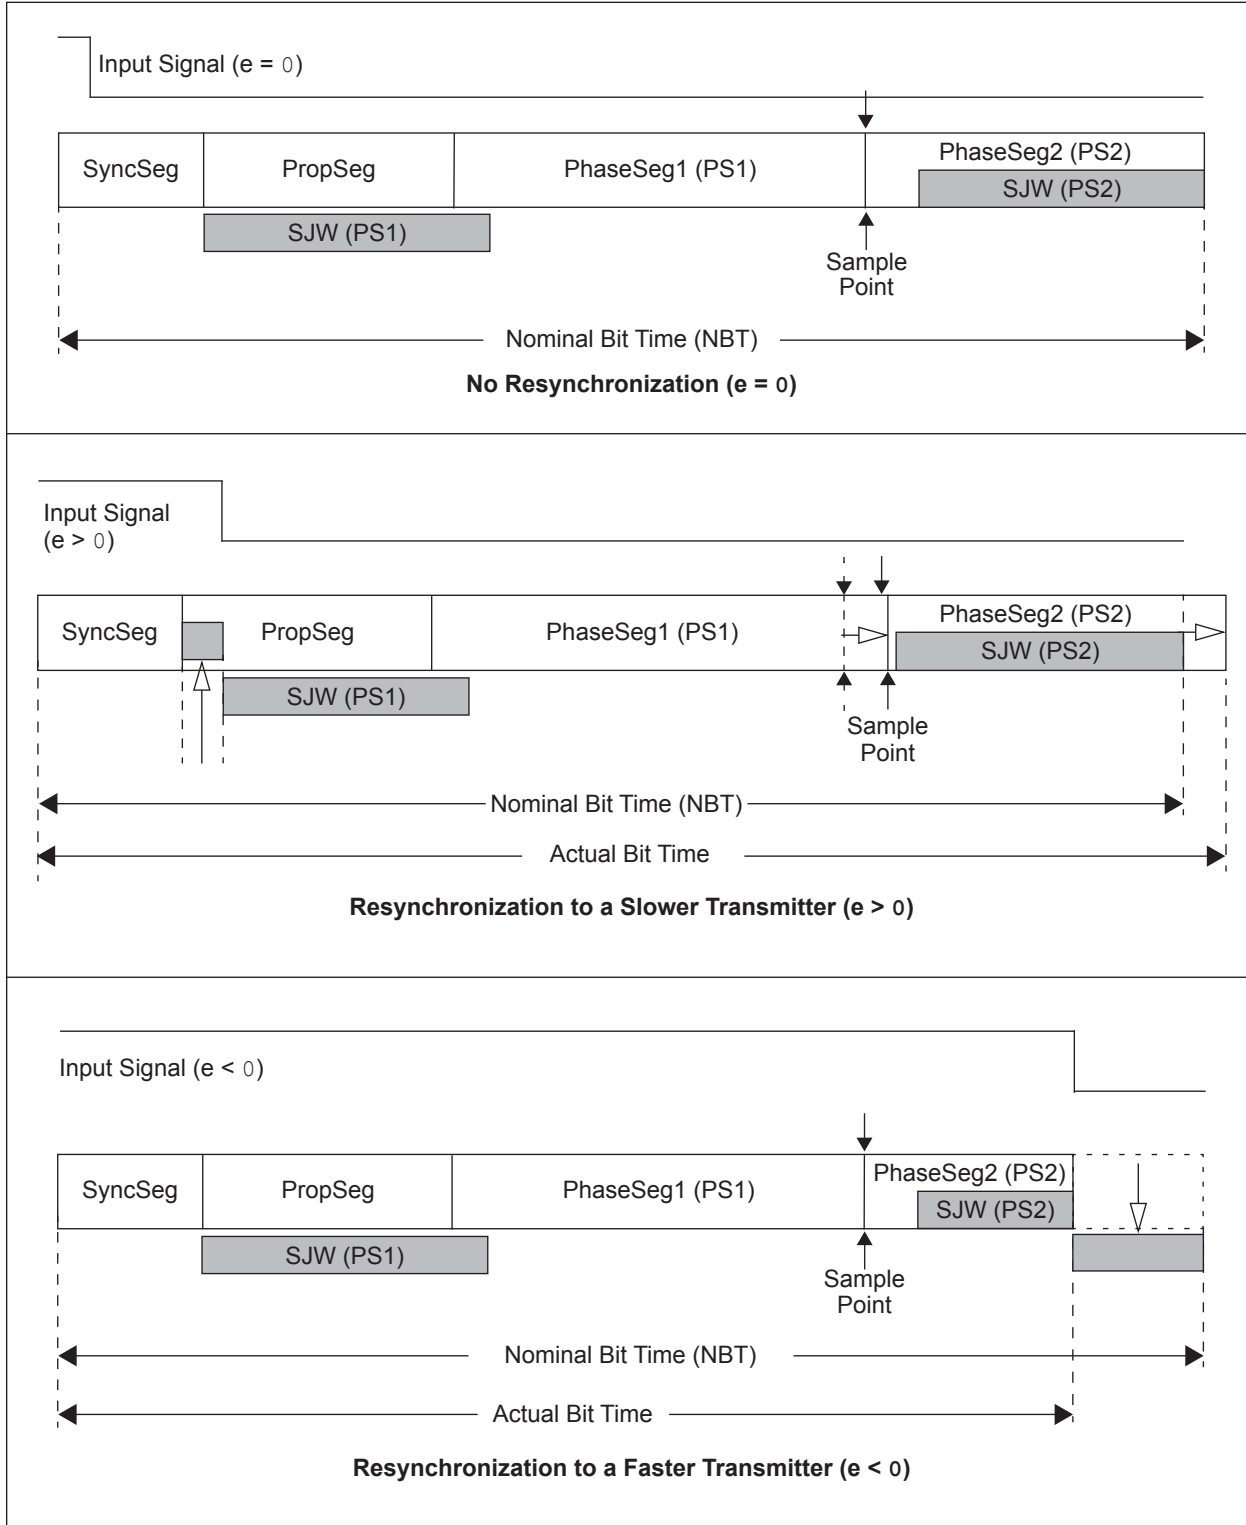 Input Signal (e = 0)
SyncSeg
PropSeg
PhaseSeg1 (PS1)
PhaseSeg2 (PS2)
SJW (PS2)
SJW (PS1)
Sample
Point
Nominal Bit Time (NBT)
No Resynchronization (e = 0)
Input Signal
(e > 0)
SyncSeg
PropSeg
PhaseSeg1 (PS1)
PhaseSeg2 (PS2)
SJW (PS2)
SJW (PS1)
Sample
Point
Nominal Bit Time (NBT)
Actual Bit Time
Resynchronization to a Slower Transmitter (e > 0)
Input Signal (e < 0)
SyncSeg
PropSeg
PhaseSeg1 (PS1)
PhaseSeg2 (PS2)
SJW (PS2)
SJW (PS1)
Sample
Point
Nominal Bit Time (NBT)
Actual Bit Time
Resynchronization to a Faster Transmitter (e < 0)